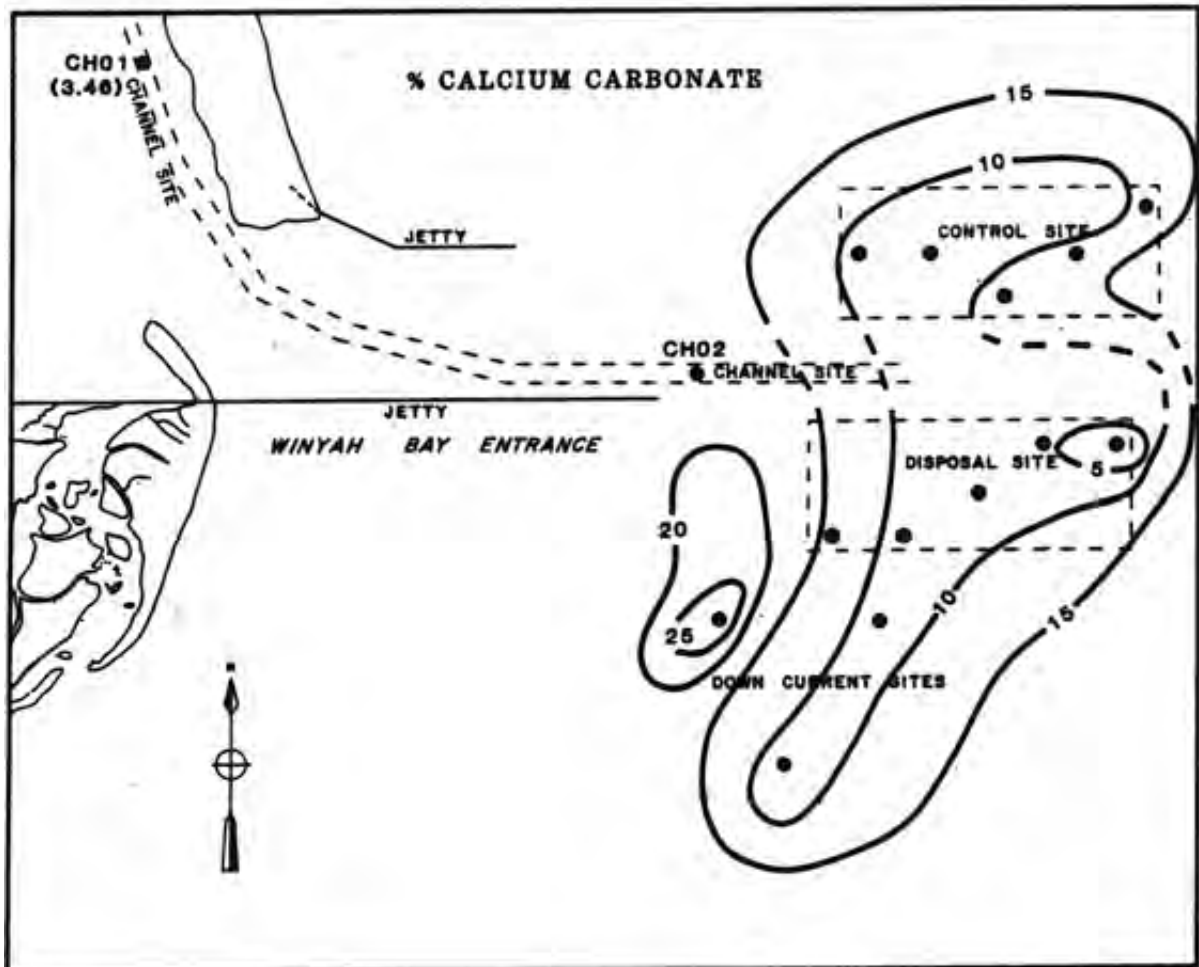 CH01
(3.46)
CHANNEL SITE
% CALCIUM CARBONATE
15
10
CONTROL SITE
JETTY
CH02
CHANNEL SITE
JETTY
WINYAH BAY ENTRANCE
DISPOSAL SITE
5
20
10
15
25
DOWN CURRENT SITES